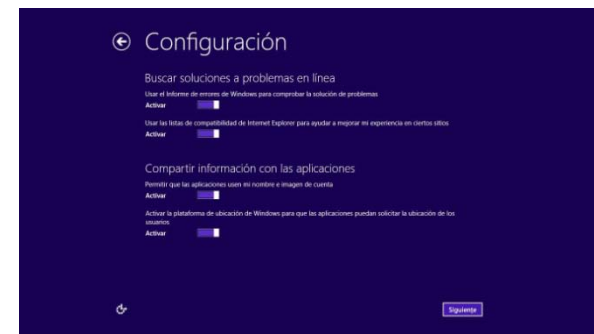 Configuración
Buscar soluciones a problemas en línea
Usar el Informe de errores de Windows para comprobar la solución de problemas
Activar
Usar las listas de compatibilidad de Internet Explorer para ayudar a mejorar mi experiencia en ciertos sitios
Activar
Compartir información con las aplicaciones
Permitir que las aplicaciones usen mi nombre e imagen de cuenta
Activar
Activar la plataforma de ubicación de Windows para que las aplicaciones puedan solicitar la ubicación de los
usuarios
Activar
Siguiente